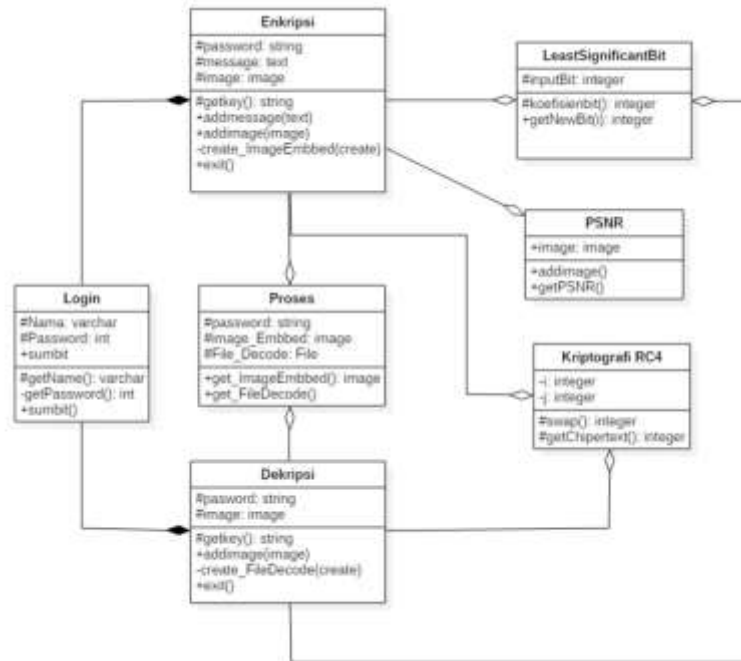 Enkripsi
#password: string
#message: text
#image: image
#getkey(): string
+addmessage(text)
+addimage(image)
-create_ImageEmbbed(create)
+exit()
LeastSignificantBit
#inputBit: integer
#koefisienbit(): integer
+getNewBit(i): integer
PSNR
+image: image
+addimage()
+getPSNR()
Login
#Nama: varchar
#Password: int
+sumbit
#getName(): varchar
-getPassword(): int
+sumbit()
Proses
#password: string
#image_Embbed: image
#File_Decode: File
+get_ImageEmbbed(): image
+get_FileDecode()
Kriptografi RC4
-i: integer
-j: integer
#swap(): integer
#getChipertext(): integer
Dekripsi
#pasword: string
#image: image
#getkey(): string
+addimage(image)
-create_FileDecode(create)
+exit()